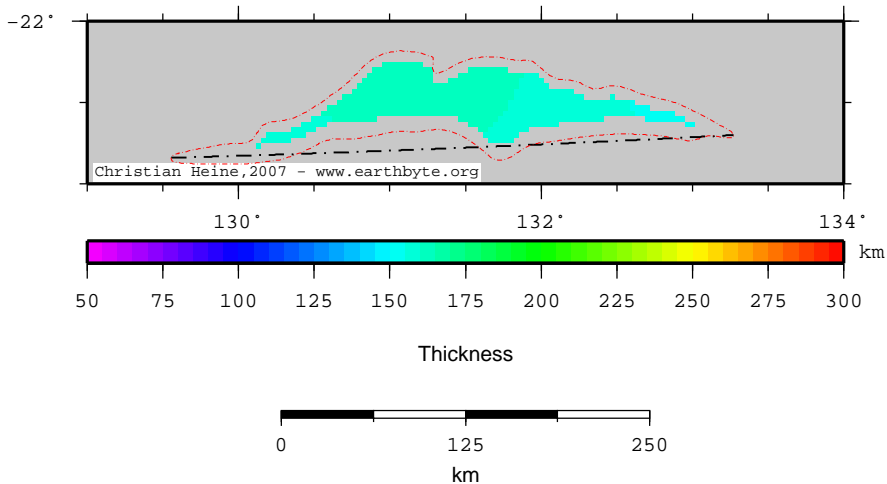 -22°
Christian Heine,2007 - www.earthbyte.org
130° 132° 134°
km
50 75 100 125 150 175 200 225 250 275 300
Thickness
0 125 250
km